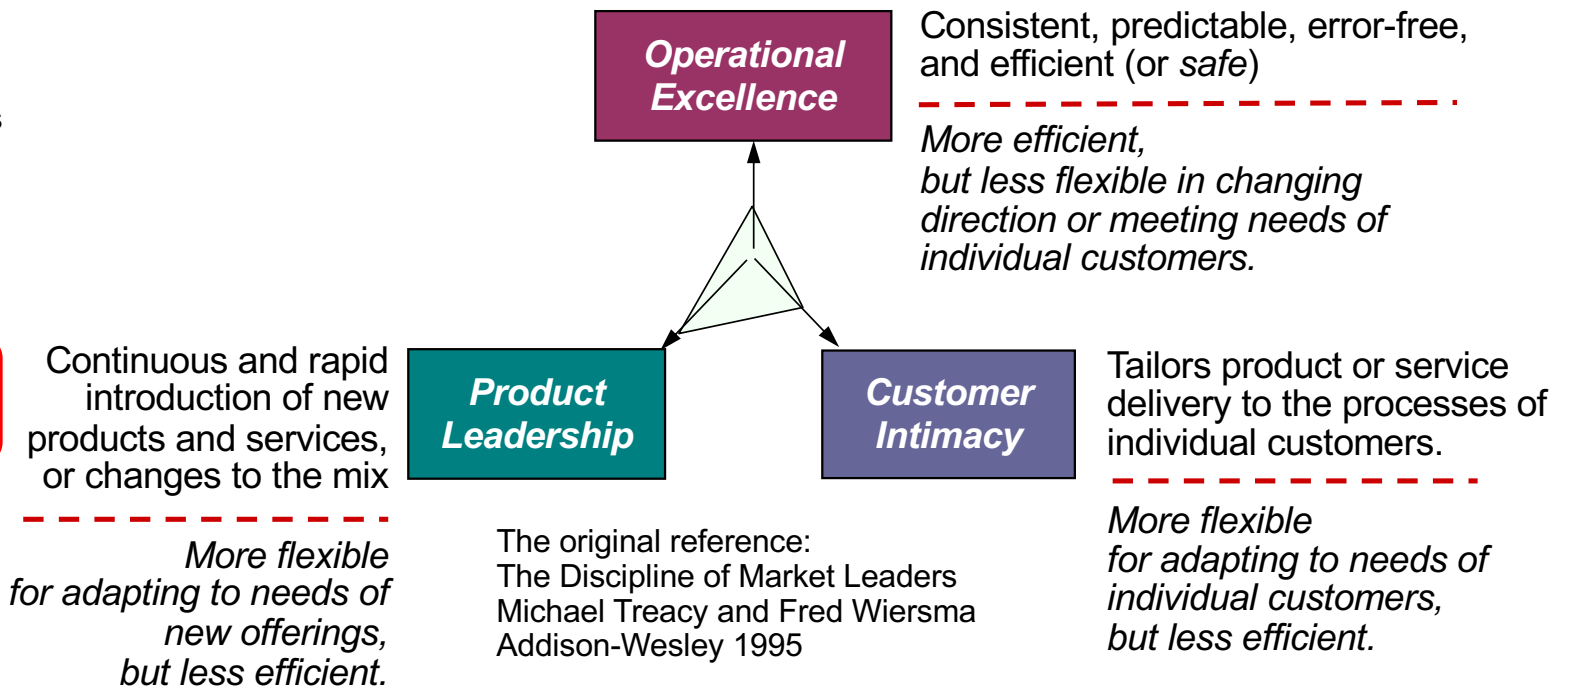 Operational
Excellence
Consistent, predictable, error-free,
and efficient (or safe)
More efficient,
but less flexible in changing
direction or meeting needs of
individual customers.
Continuous and rapid
introduction of new
products and services,
or changes to the mix
More flexible
for adapting to needs of
new offerings,
but less efficient.
Product
Leadership
Customer
Intimacy
Tailors product or service
delivery to the processes of
individual customers.
More flexible
for adapting to needs of
individual customers,
but less efficient.
The original reference:
The Discipline of Market Leaders
Michael Treacy and Fred Wiersma
Addison-Wesley 1995